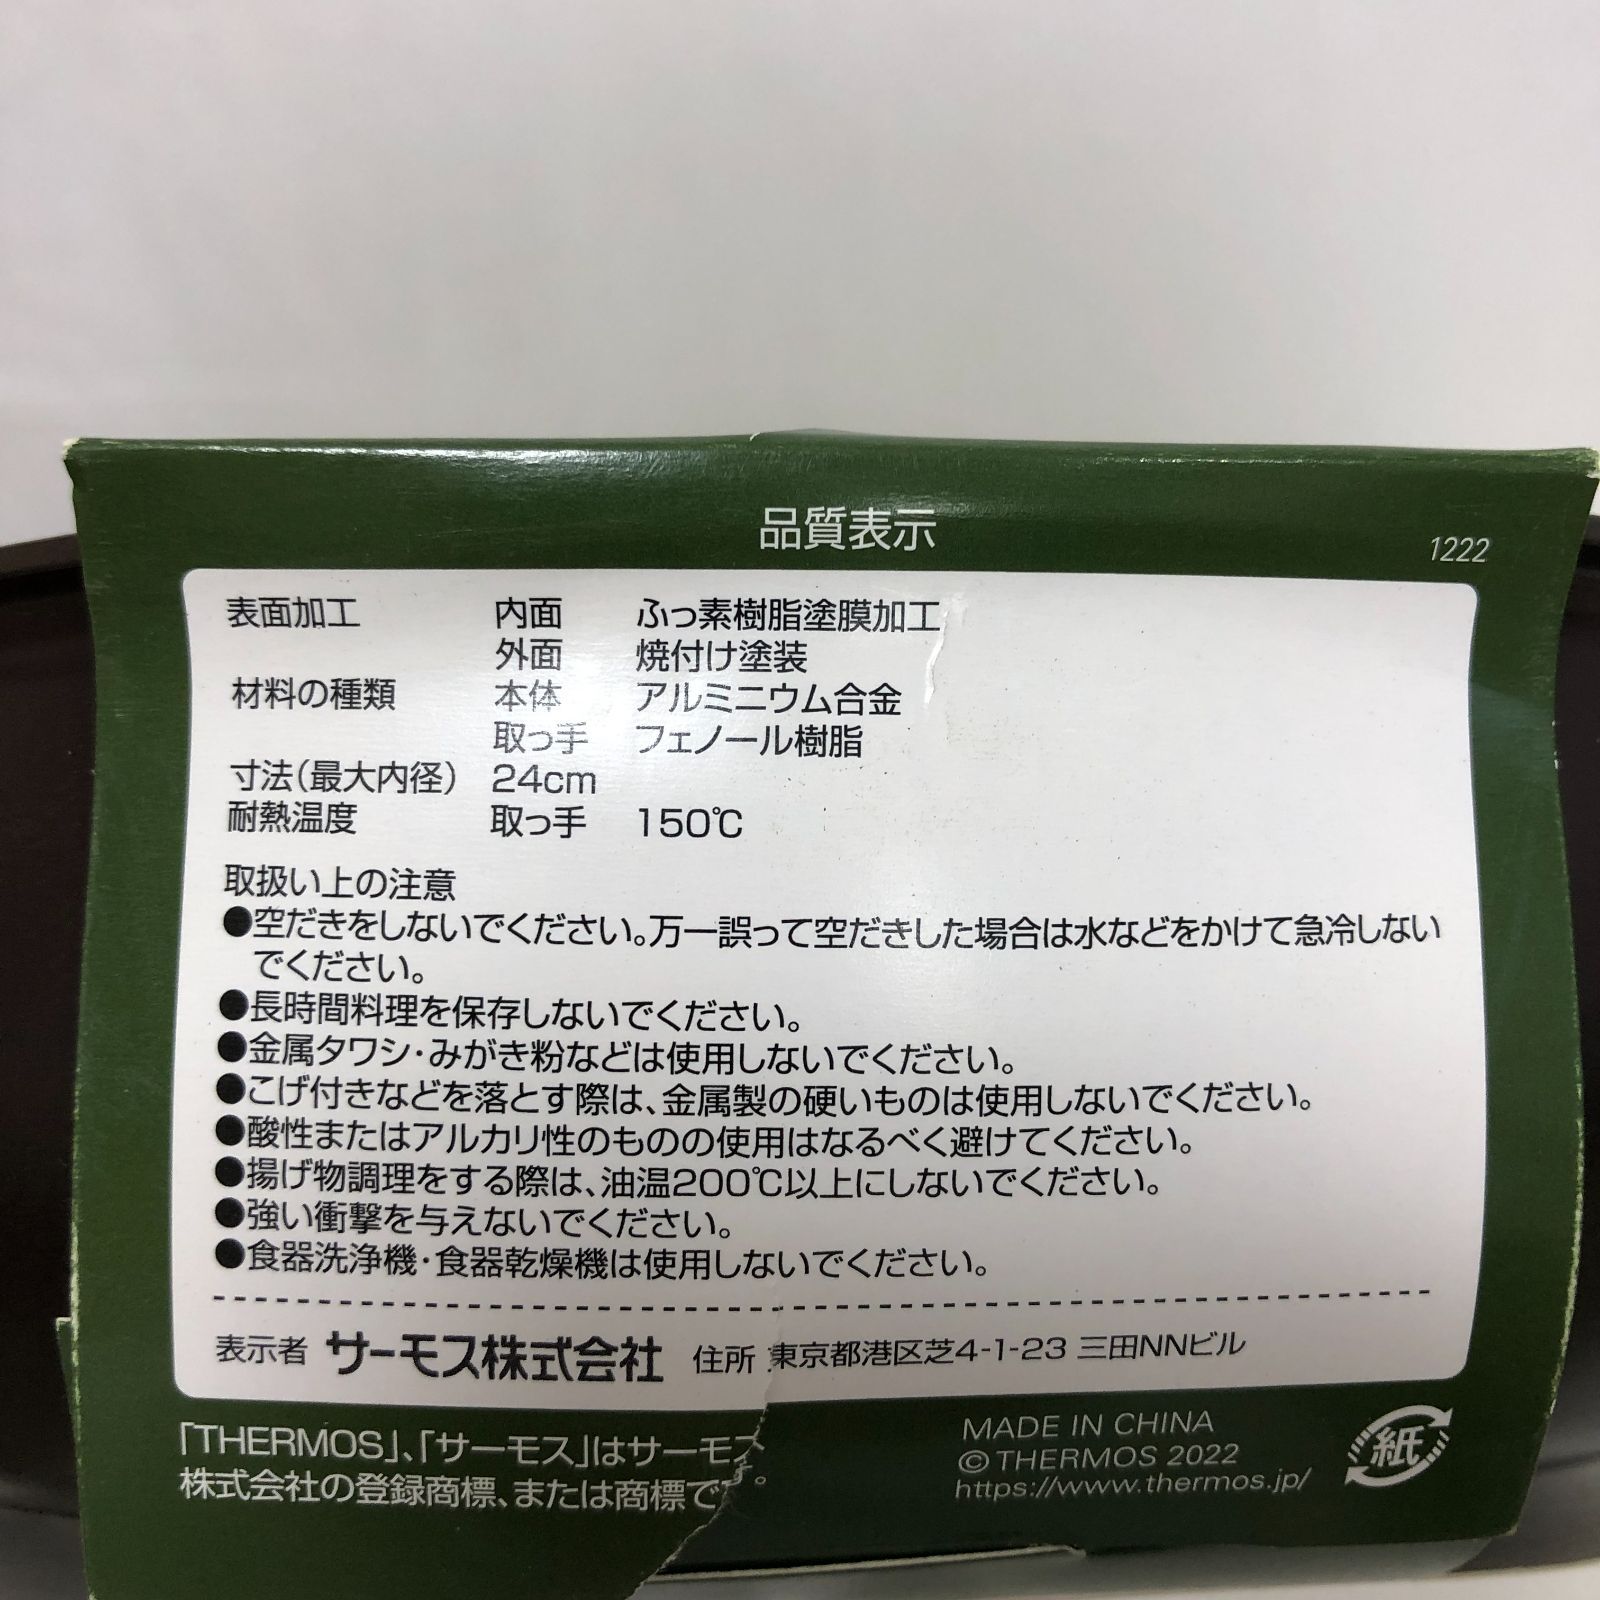 品質表示
1222
表面加工 内面 ふっ素樹脂塗膜加工
外面 焼付け塗装
材料の種類 本体 アルミニウム合金
取っ手 フェノール樹脂
寸法(最大内径) 24cm
耐熱温度 取っ手 150℃
取扱い上の注意
●空だきをしないでください。万一誤って空だきした場合は水などをかけて急冷しない
でください。
●長時間料理を保存しないでください。
●金属タワシ・みがき粉などは使用しないでください。
●こげ付きなどを落とす際は、金属製の硬いものは使用しないでください。
●酸性またはアルカリ性のものの使用はなるべく避けてください。
●揚げ物調理をする際は、油温200℃以上にしないでください。
●強い衝撃を与えないでください。
●食器洗浄機・食器乾燥機は使用しないでください。
表示者 サーモス株式会社 住所 東京都港区芝4-1-23 三田NNビル
「THERMOS」、「サーモス」はサーモス
株式会社の登録商標、または商標です。
MADE IN CHINA
©THERMOS 2022
https://www.thermos.jp/
紙